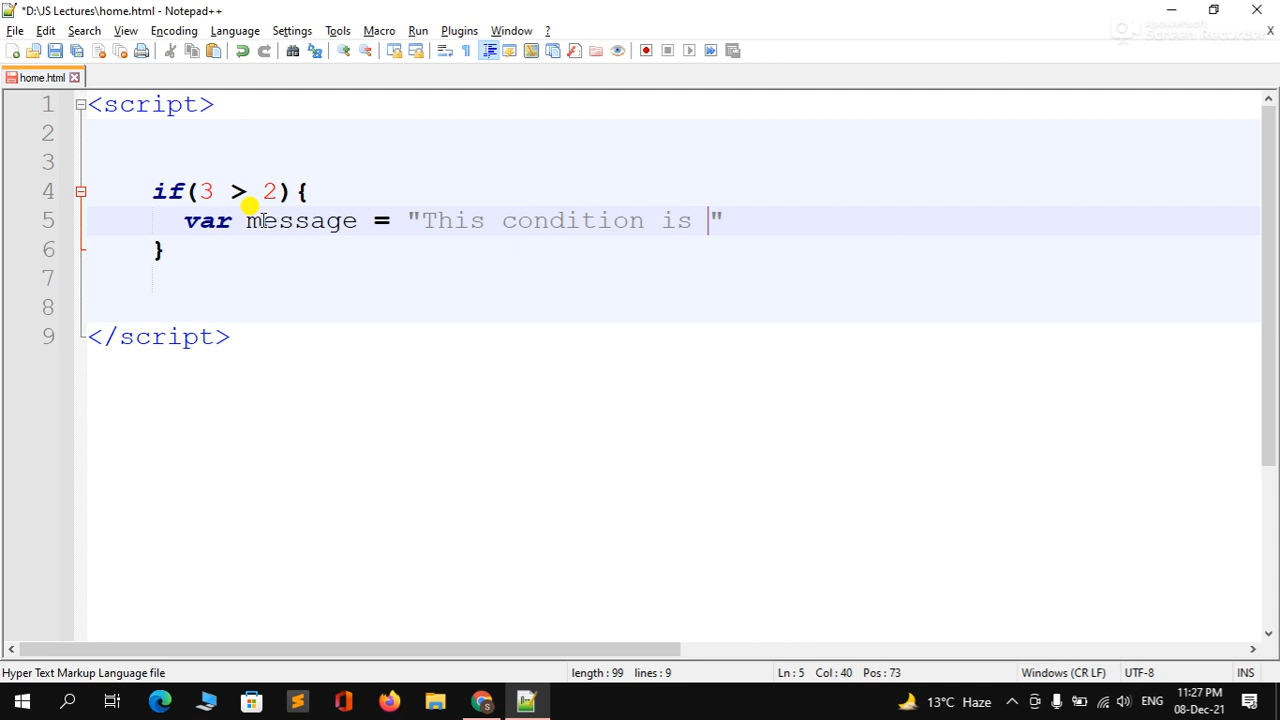 *D:\JS Lectures\home.html - Notepad++
File Edit Search View Encoding Language Settings Tools Macro Run Plugins Window ? X
home.html
1 <script>
2
3
4 if(3 > 2){
5 var message = "This condition is "
6 }
7
8
9 </script>
Hyper Text Markup Language file length : 99 lines : 9 Ln : 5 Col : 40 Pos : 73 Windows (CR LF) UTF-8 INS
13°C Haze ENG 11:27 PM
08-Dec-21
Screen Recorder